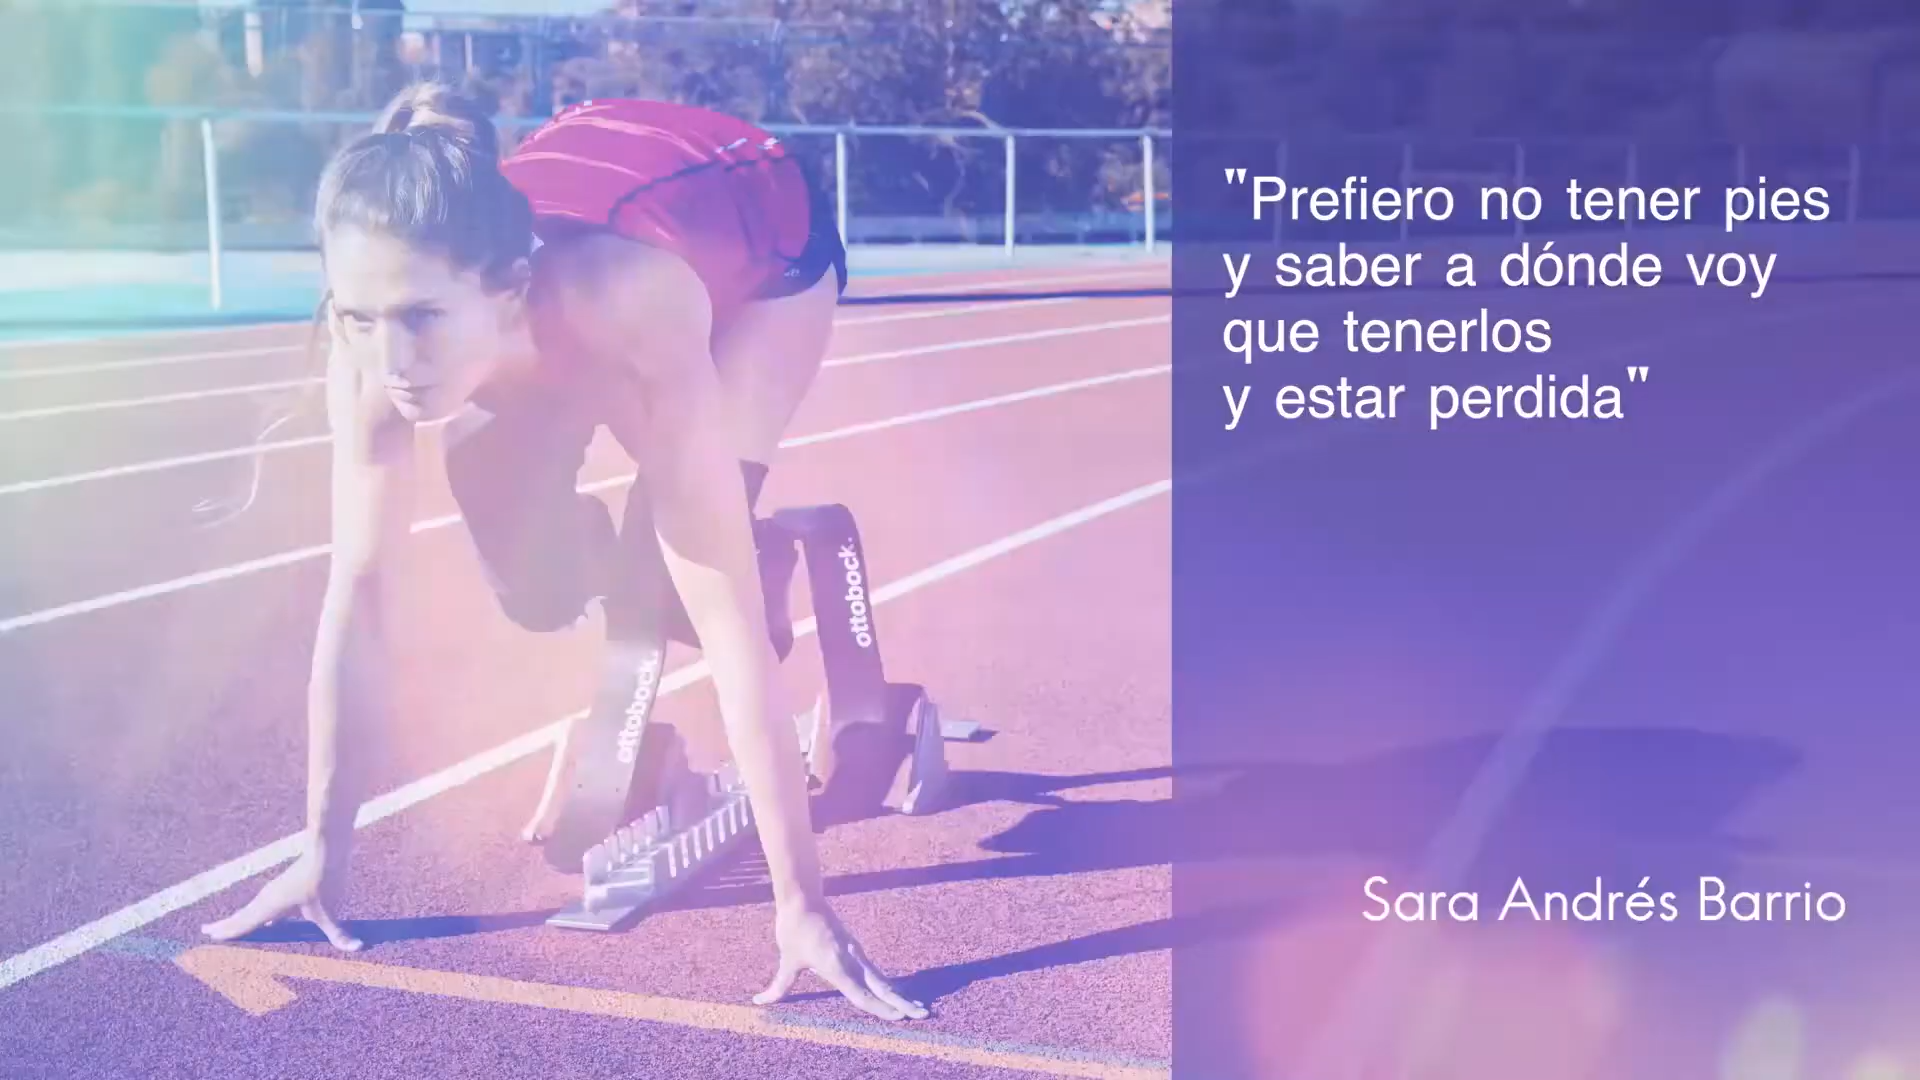 "Prefiero no tener pies
y saber a dónde voy
que tenerlos
y estar perdida"
ottobock.
ottobock.
Sara Andrés Barrio